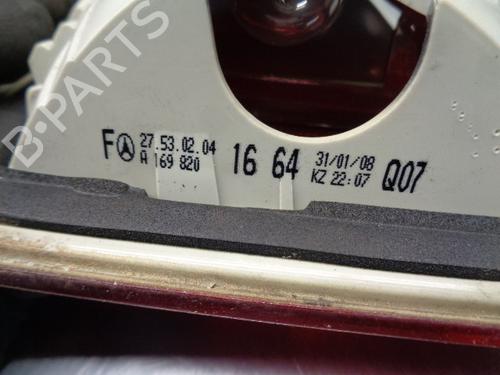 B-PARTS
F 27.53.02.04 16 64 31/01/08 Q07
A 169 820 KZ 22:07